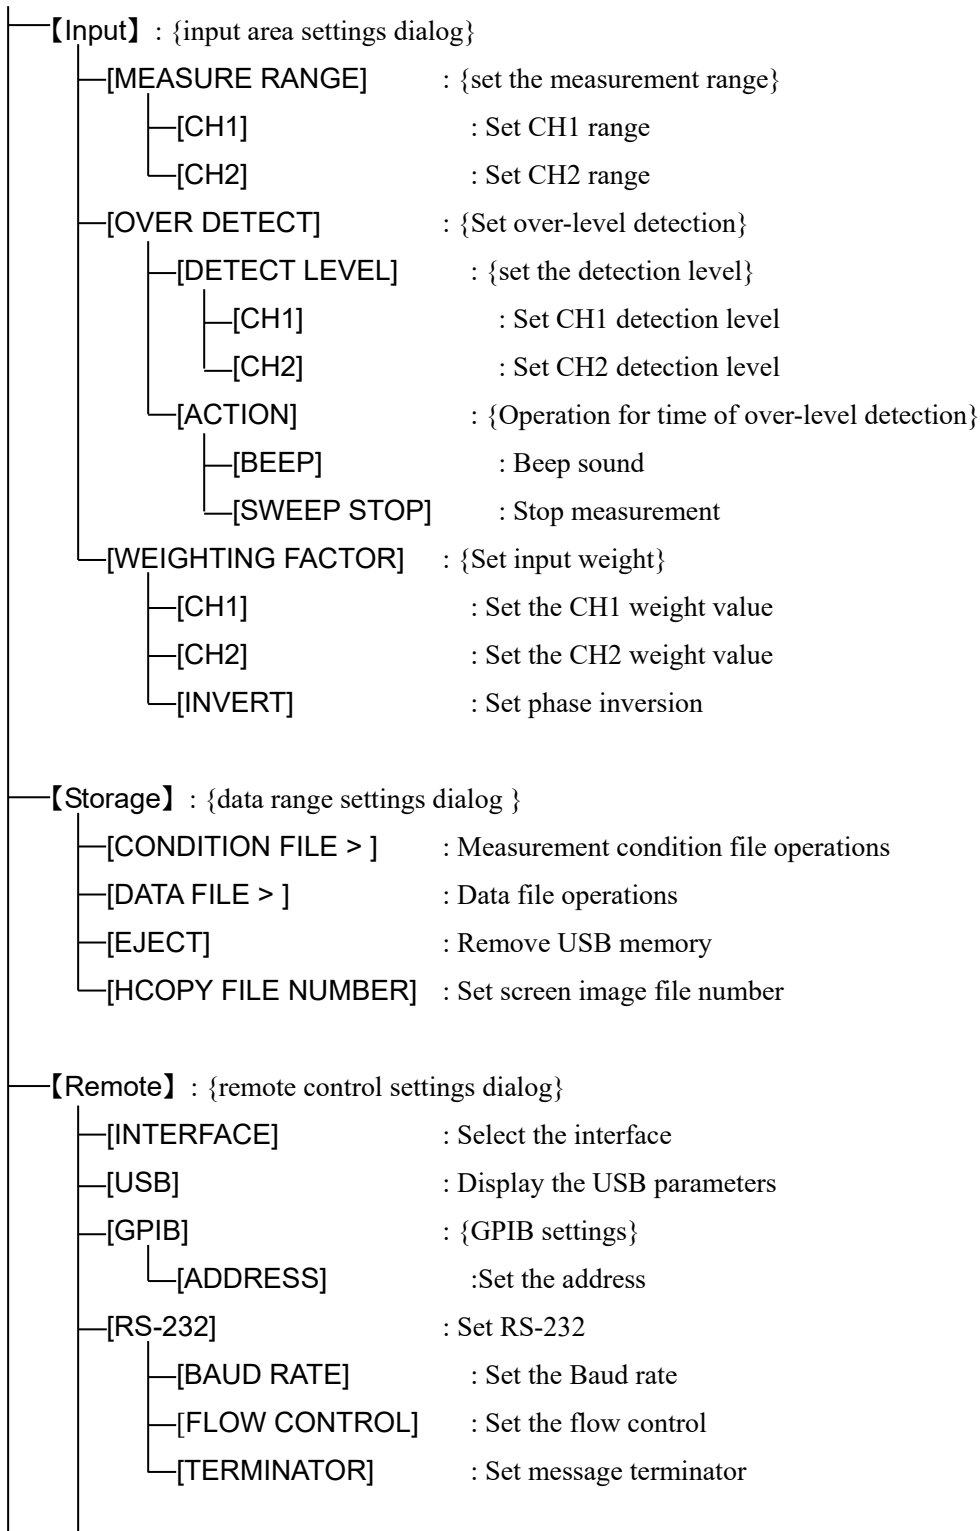 【Input】 : {input area settings dialog}
[MEASURE RANGE] : {set the measurement range}
[CH1] : Set CH1 range
[CH2] : Set CH2 range
[OVER DETECT] : {Set over-level detection}
[DETECT LEVEL] : {set the detection level}
[CH1] : Set CH1 detection level
[CH2] : Set CH2 detection level
[ACTION] : {Operation for time of over-level detection}
[BEEP] : Beep sound
[SWEEP STOP] : Stop measurement
[WEIGHTING FACTOR] : {Set input weight}
[CH1] : Set the CH1 weight value
[CH2] : Set the CH2 weight value
[INVERT] : Set phase inversion
【Storage】 : {data range settings dialog }
[CONDITION FILE > ] : Measurement condition file operations
[DATA FILE > ] : Data file operations
[EJECT] : Remove USB memory
[HCOPY FILE NUMBER] : Set screen image file number
【Remote】 : {remote control settings dialog}
[INTERFACE] : Select the interface
[USB] : Display the USB parameters
[GPIB] : {GPIB settings}
[ADDRESS] :Set the address
[RS-232] : Set RS-232
[BAUD RATE] : Set the Baud rate
[FLOW CONTROL] : Set the flow control
[TERMINATOR] : Set message terminator